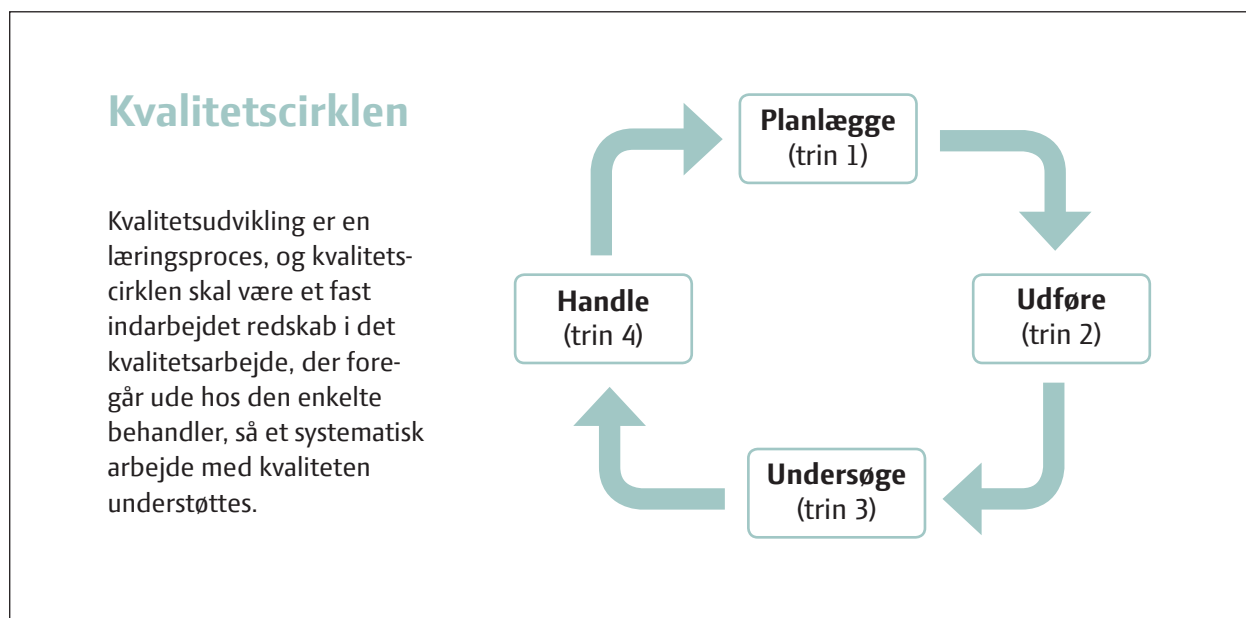 Kvalitetscirklen
Kvalitetsudvikling er en
læringsproces, og kvalitets-
cirklen skal være et fast
indarbejdet redskab i det
kvalitetsarbejde, der fore-
går ude hos den enkelte
behandler, så et systematisk
arbejde med kvaliteten
understøttes.
Planlægge
(trin 1)
Udføre
(trin 2)
Undersøge
(trin 3)
Handle
(trin 4)